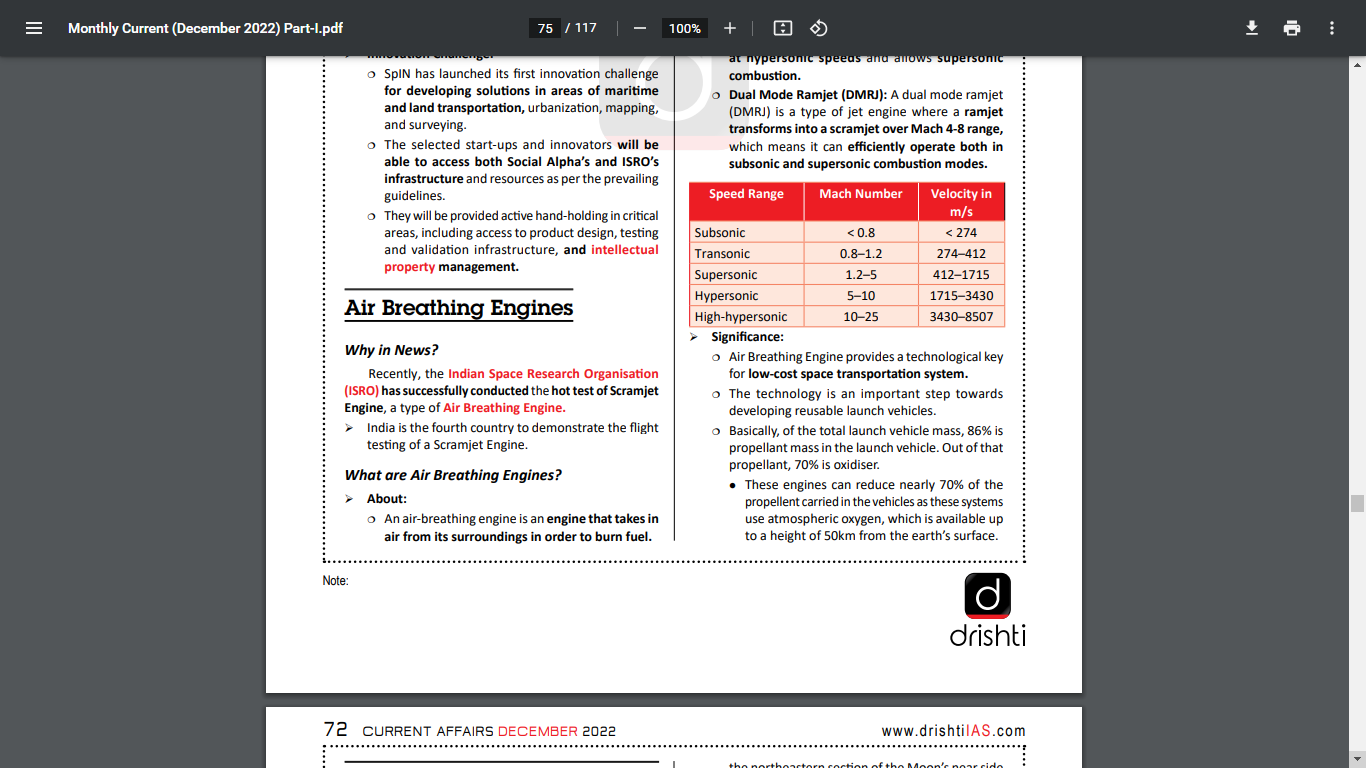 Monthly Current (December 2022) Part-I.pdf
75 / 117
100%
Innovation Challenge:
❍ SpIN has launched its first innovation challenge
for developing solutions in areas of maritime
and land transportation, urbanization, mapping,
and surveying.
❍ The selected start-ups and innovators will be
able to access both Social Alpha's and ISRO's
infrastructure and resources as per the prevailing
guidelines.
❍ They will be provided active hand-holding in critical
areas, including access to product design, testing
and validation infrastructure, and intellectual
property management.
Air Breathing Engines
Why in News?
Recently, the Indian Space Research Organisation
(ISRO) has successfully conducted the hot test of Scramjet
Engine, a type of Air Breathing Engine.
➢ India is the fourth country to demonstrate the flight
testing of a Scramjet Engine.
What are Air Breathing Engines?
➢ About:
❍ An air-breathing engine is an engine that takes in
air from its surroundings in order to burn fuel.
at hypersonic speeds and allows supersonic
combustion.
❍ Dual Mode Ramjet (DMRJ): A dual mode ramjet
(DMRJ) is a type of jet engine where a ramjet
transforms into a scramjet over Mach 4-8 range,
which means it can efficiently operate both in
subsonic and supersonic combustion modes.
Speed Range Mach Number Velocity in
m/s
Subsonic < 0.8 < 274
Transonic 0.8–1.2 274–412
Supersonic 1.2–5 412–1715
Hypersonic 5–10 1715–3430
High-hypersonic 10–25 3430–8507
➢ Significance:
❍ Air Breathing Engine provides a technological key
for low-cost space transportation system.
❍ The technology is an important step towards
developing reusable launch vehicles.
❍ Basically, of the total launch vehicle mass, 86% is
propellant mass in the launch vehicle. Out of that
propellant, 70% is oxidiser.
● These engines can reduce nearly 70% of the
propellent carried in the vehicles as these systems
use atmospheric oxygen, which is available up
to a height of 50km from the earth's surface.
Note:
d
drishti
72 CURRENT AFFAIRS DECEMBER 2022
www.drishtiIAS.com
the northeastern section of the Moon's near side